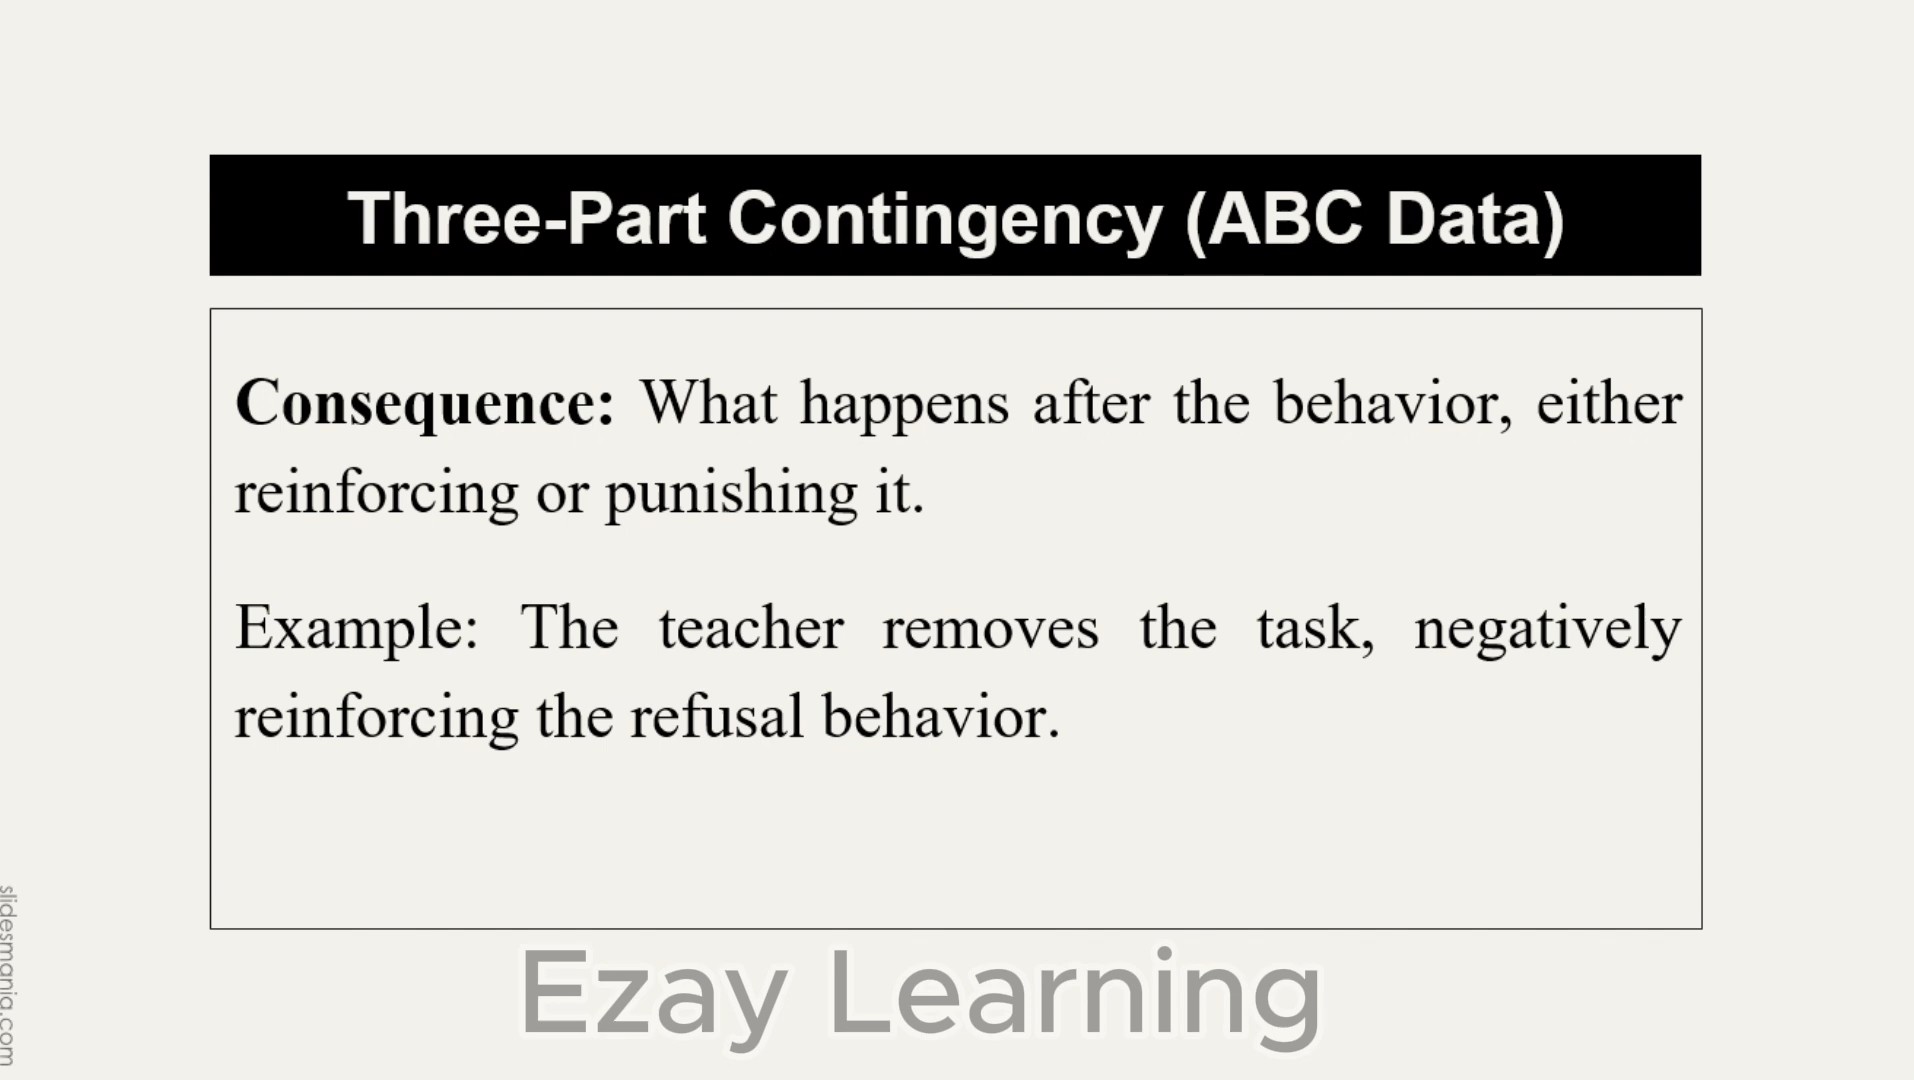 Three-Part Contingency (ABC Data)
Consequence: What happens after the behavior, either
reinforcing or punishing it.
Example: The teacher removes the task, negatively
reinforcing the refusal behavior.
Ezay Learning
slidesmania.com